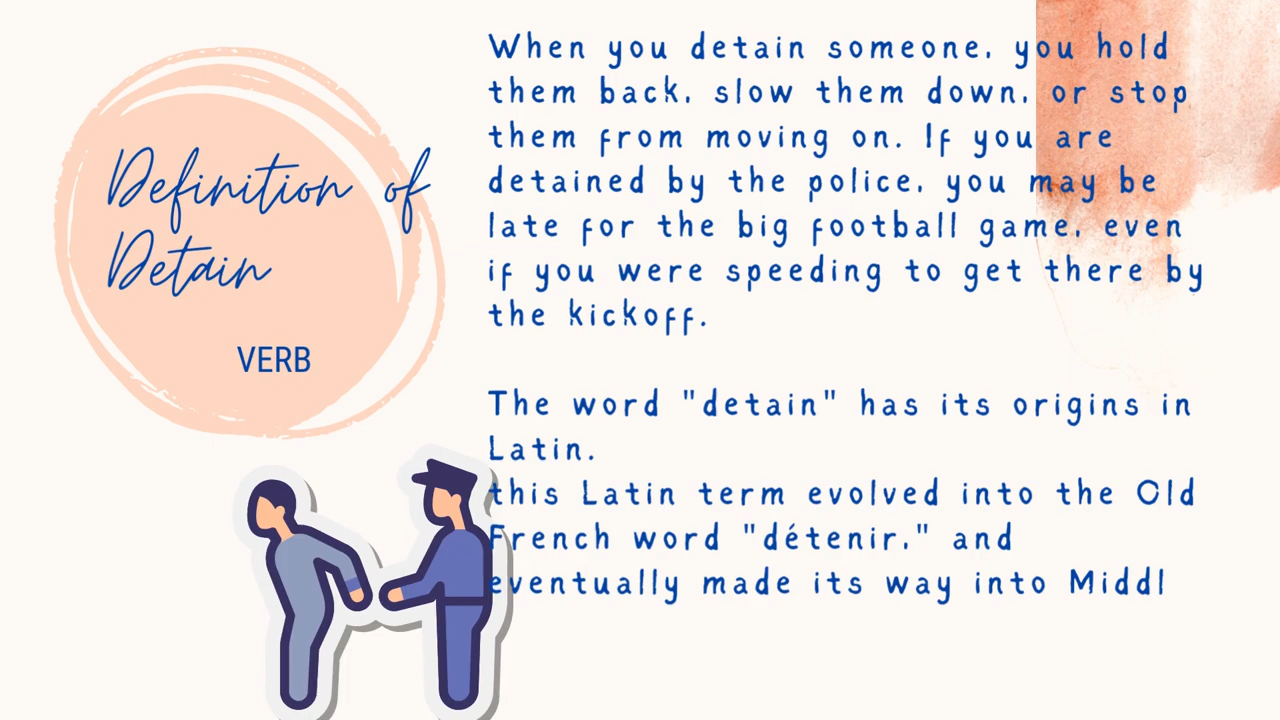 Definition of
Detain
VERB
When you detain someone, you hold
them back, slow them down, or stop
them from moving on. If you are
detained by the police, you may be
late for the big football game, even
if you were speeding to get there by
the kickoff.
The word "detain" has its origins in
Latin.
this Latin term evolved into the Old
French word "détenir," and
eventually made its way into Middl